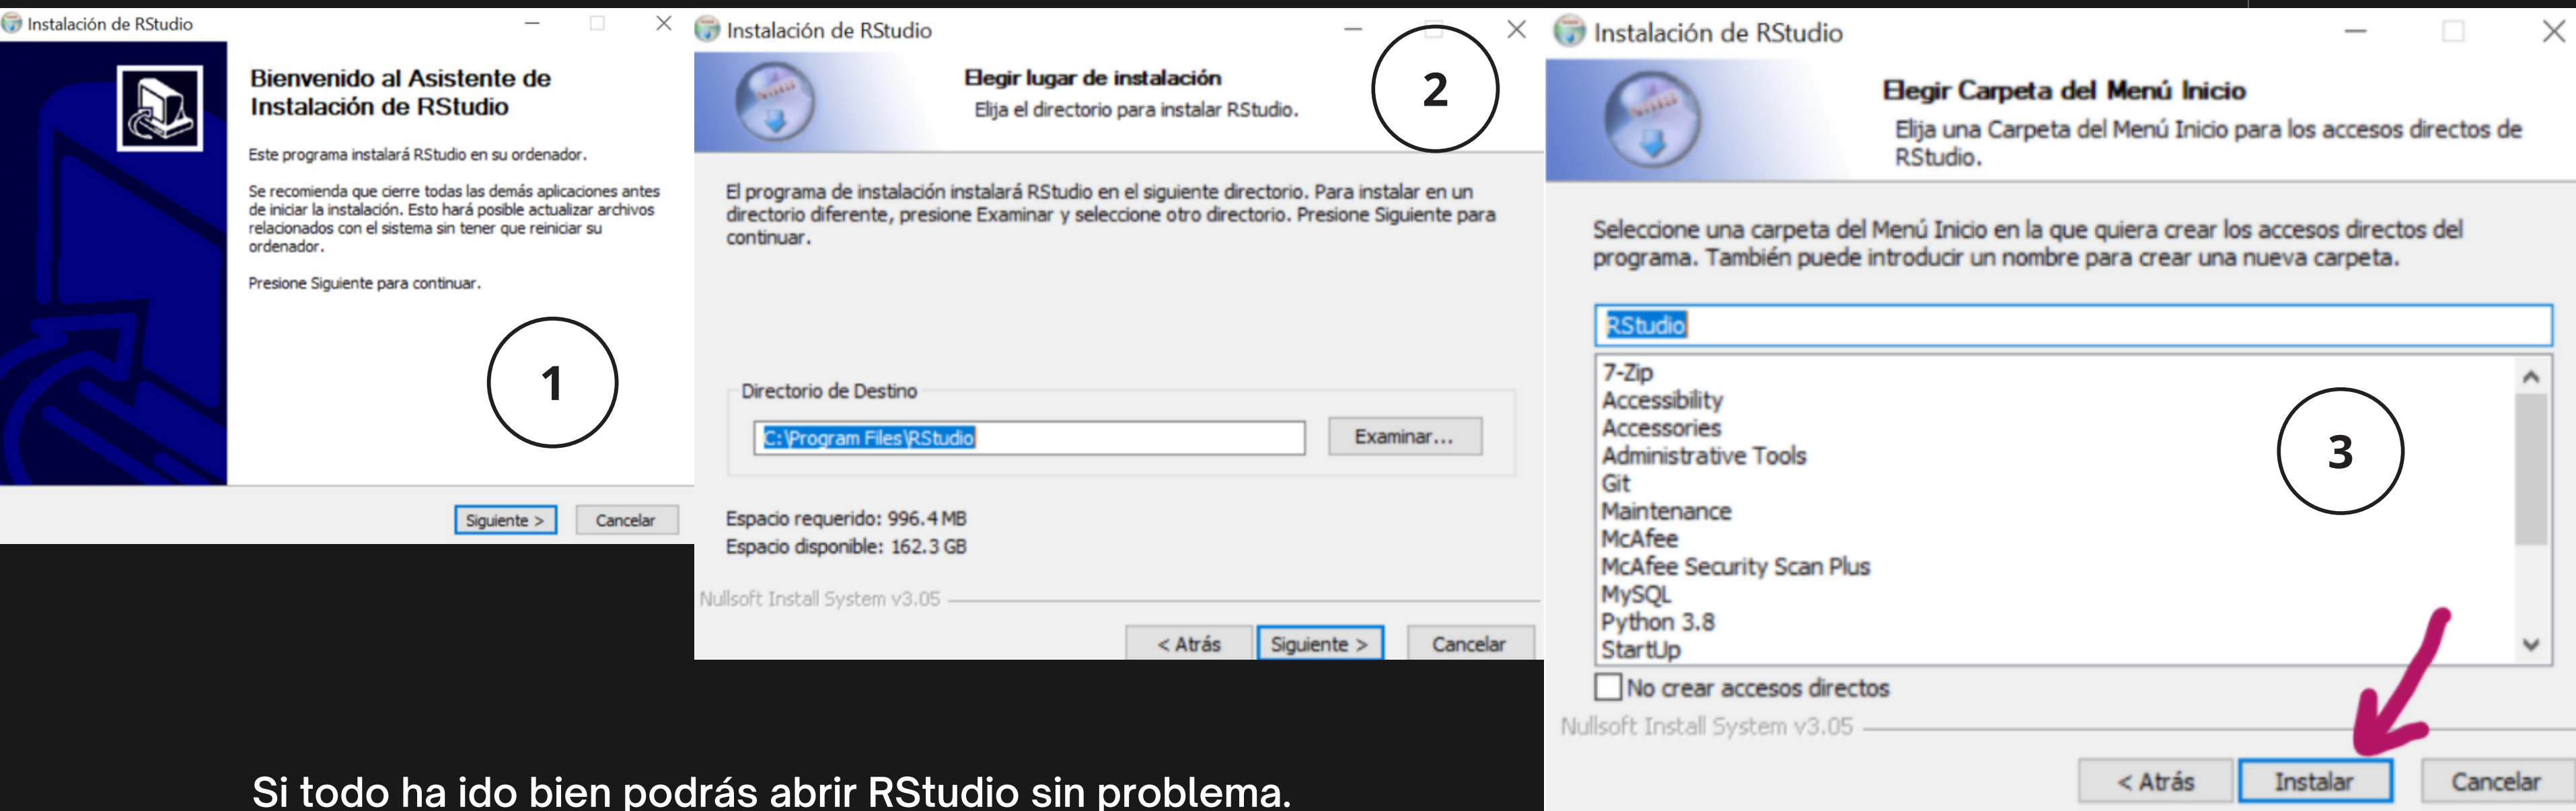 Instalación de RStudio
Bienvenido al Asistente de
Instalación de RStudio
Este programa instalará RStudio en su ordenador.
Se recomienda que cierre todas las demás aplicaciones antes
de iniciar la instalación. Esto hará posible actualizar archivos
relacionados con el sistema sin tener que reiniciar su
ordenador.
Presione Siguiente para continuar.
1
Siguiente >
Cancelar
Instalación de RStudio
Elegir lugar de instalación
Elija el directorio para instalar RStudio.
2
El programa de instalación instalará RStudio en el siguiente directorio. Para instalar en un
directorio diferente, presione Examinar y seleccione otro directorio. Presione Siguiente para
continuar.
Directorio de Destino
C:\Program Files\RStudio
Examinar...
Espacio requerido: 996.4 MB
Espacio disponible: 162.3 GB
Nullsoft Install System v3.05
< Atrás
Siguiente >
Cancelar
Instalación de RStudio
Elegir Carpeta del Menú Inicio
Elija una Carpeta del Menú Inicio para los accesos directos de
RStudio.
Seleccione una carpeta del Menú Inicio en la que quiera crear los accesos directos del
programa. También puede introducir un nombre para crear una nueva carpeta.
RStudio
7-Zip
Accessibility
Accessories
Administrative Tools
Git
Maintenance
McAfee
McAfee Security Scan Plus
MySQL
Python 3.8
StartUp
3
No crear accesos directos
Nullsoft Install System v3.05
< Atrás
Instalar
Cancelar
Si todo ha ido bien podrás abrir RStudio sin problema.